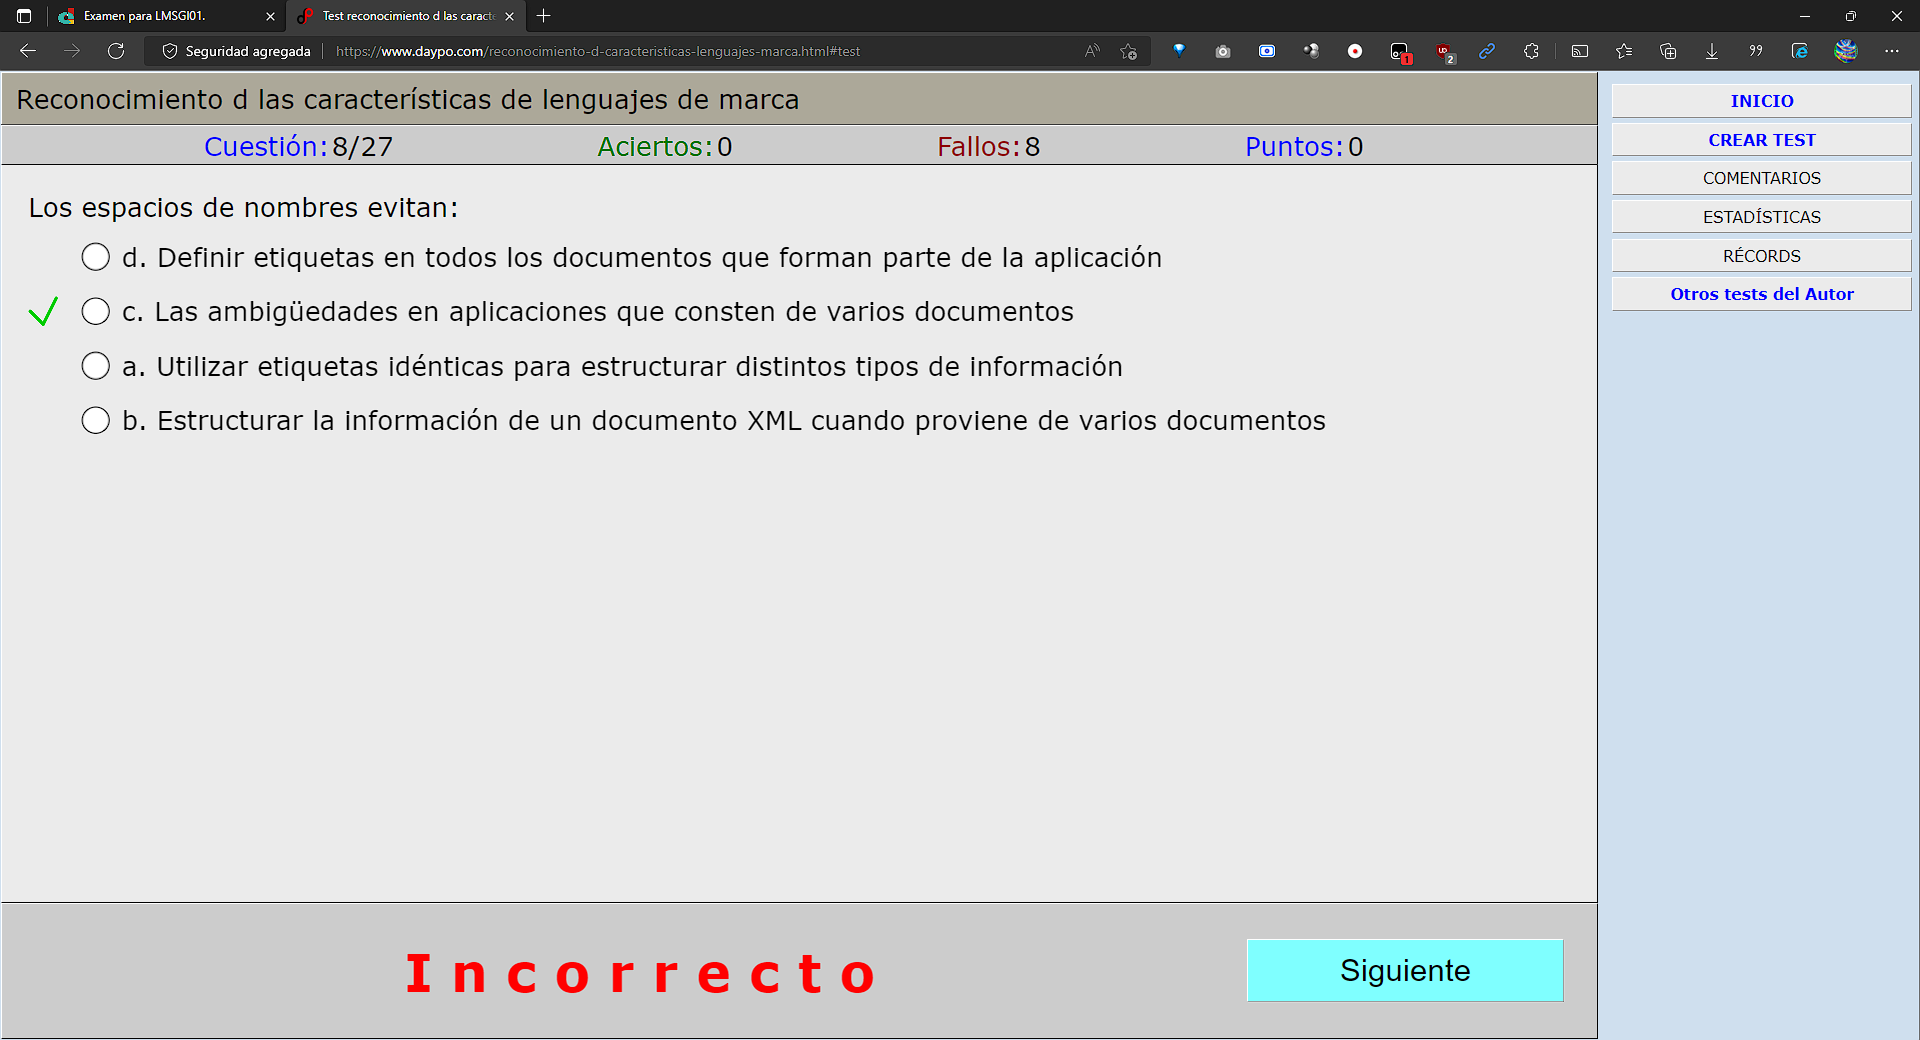 Examen para LMSGI01.
Test reconocimiento d las caracte
Seguridad agregada
https://www.daypo.com/reconocimiento-d-caracteristicas-lenguajes-marca.html#test
1
2
Reconocimiento d las características de lenguajes de marca
Cuestión: 8/27 Aciertos: 0 Fallos: 8 Puntos: 0
Los espacios de nombres evitan:
d. Definir etiquetas en todos los documentos que forman parte de la aplicación
c. Las ambigüedades en aplicaciones que consten de varios documentos
a. Utilizar etiquetas idénticas para estructurar distintos tipos de información
b. Estructurar la información de un documento XML cuando proviene de varios documentos
Incorrecto
Siguiente
INICIO
CREAR TEST
COMENTARIOS
ESTADÍSTICAS
RÉCORDS
Otros tests del Autor